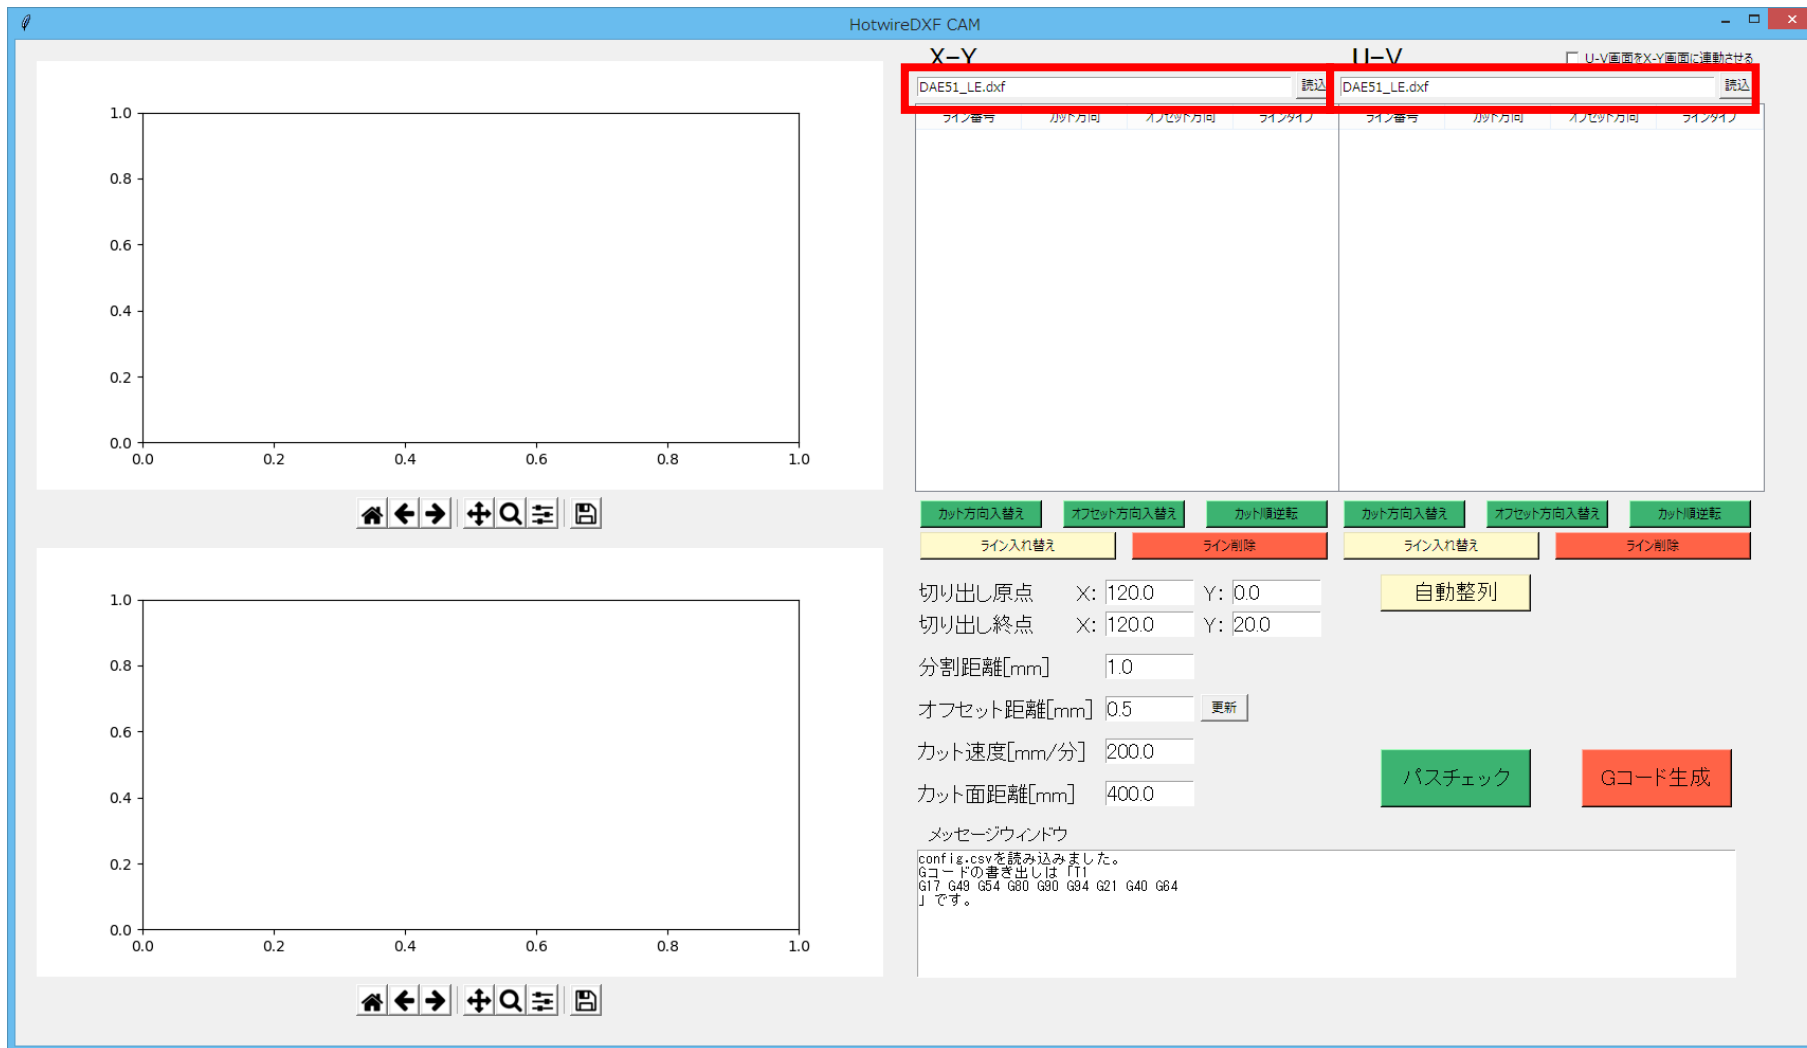 HotwireDXF CAM
X-Y
U-V
U-V画面をX-Y画面に連動させる
DAE51_LE.dxf
読込
DAE51_LE.dxf
読込
ライン番号 カット方向 オフセット方向 ラインタイプ
ライン番号 カット方向 オフセット方向 ラインタイプ
1.0
0.8
0.6
0.4
0.2
0.0
0.0 0.2 0.4 0.6 0.8 1.0
カット方向入替え オフセット方向入替え カット順逆転
カット方向入替え オフセット方向入替え カット順逆転
ライン入れ替え ライン削除
ライン入れ替え ライン削除
1.0
0.8
0.6
0.4
0.2
0.0
0.0 0.2 0.4 0.6 0.8 1.0
切り出し原点 X: 120.0 Y: 0.0
自動整列
切り出し終点 X: 120.0 Y: 20.0
分割距離[mm] 1.0
オフセット距離[mm] 0.5 更新
カット速度[mm/分] 200.0
カット面距離[mm] 400.0
パスチェック
Gコード生成
メッセージウィンドウ
config.csvを読み込みました。
Gコードの書き出しは「T1
G17 G49 G54 G80 G90 G94 G21 G40 G64
」です。